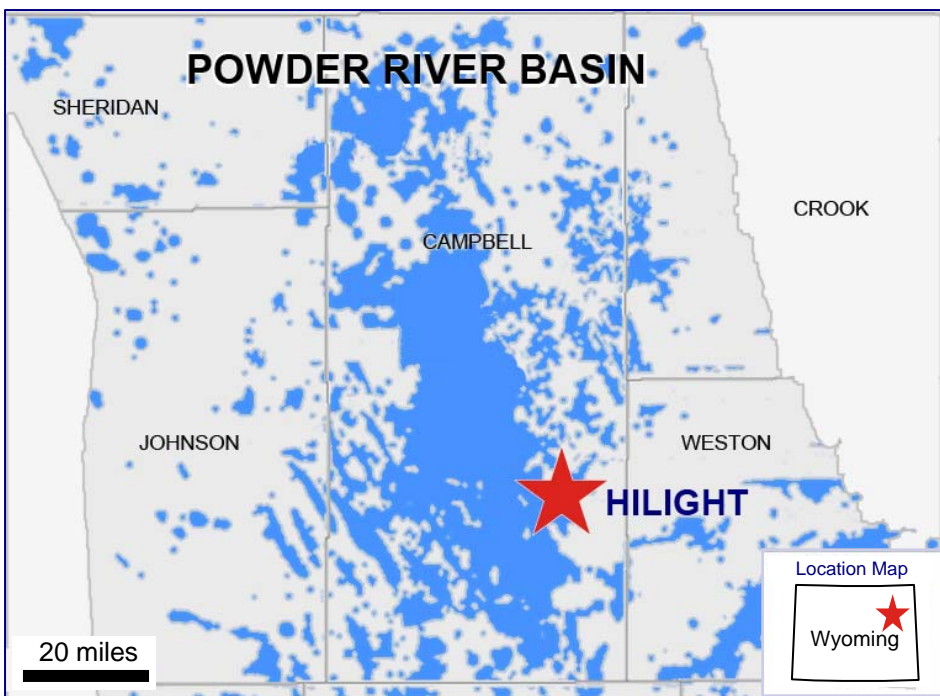 POWDER RIVER BASIN
SHERIDAN
CROOK
CAMPBELL
JOHNSON
WESTON
HILIGHT
Location Map
Wyoming
20 miles